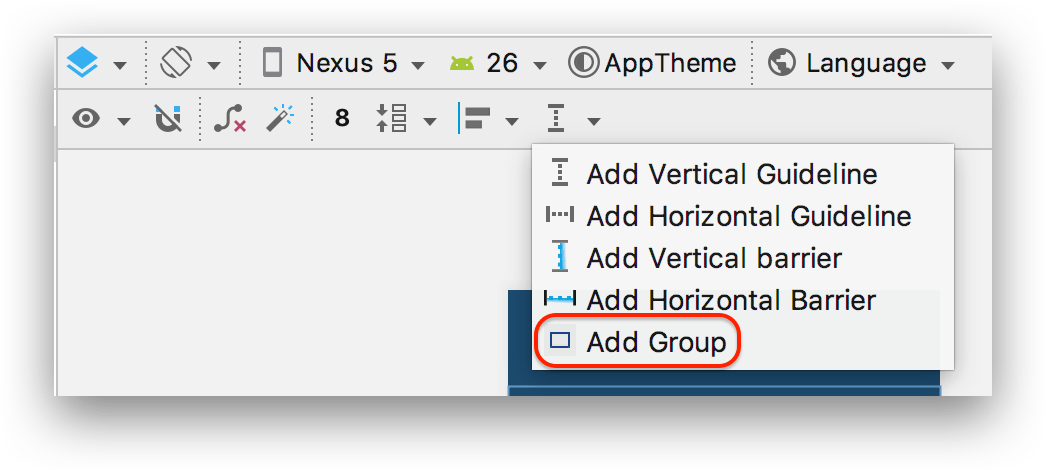 Nexus 5 26 AppTheme Language
8
Add Vertical Guideline
Add Horizontal Guideline
Add Vertical barrier
Add Horizontal Barrier
Add Group